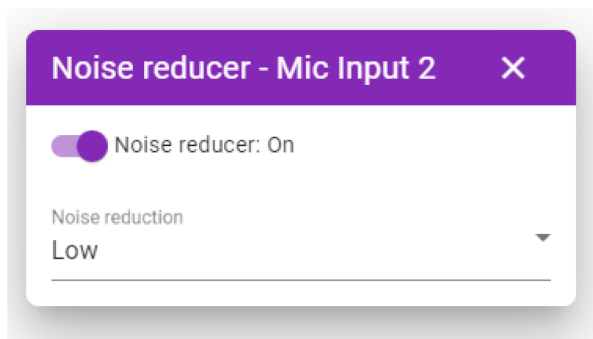 Noise reducer - Mic Input 2
Noise reducer: On
Noise reduction
Low